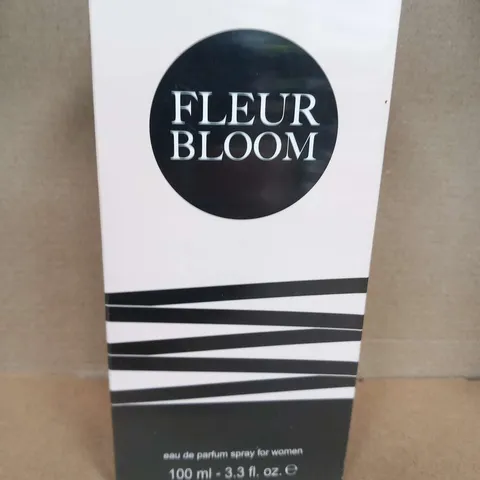 FLEUR
BLOOM
eau de parfum spray for women
100 ml - 3.3 fl. oz. ℮